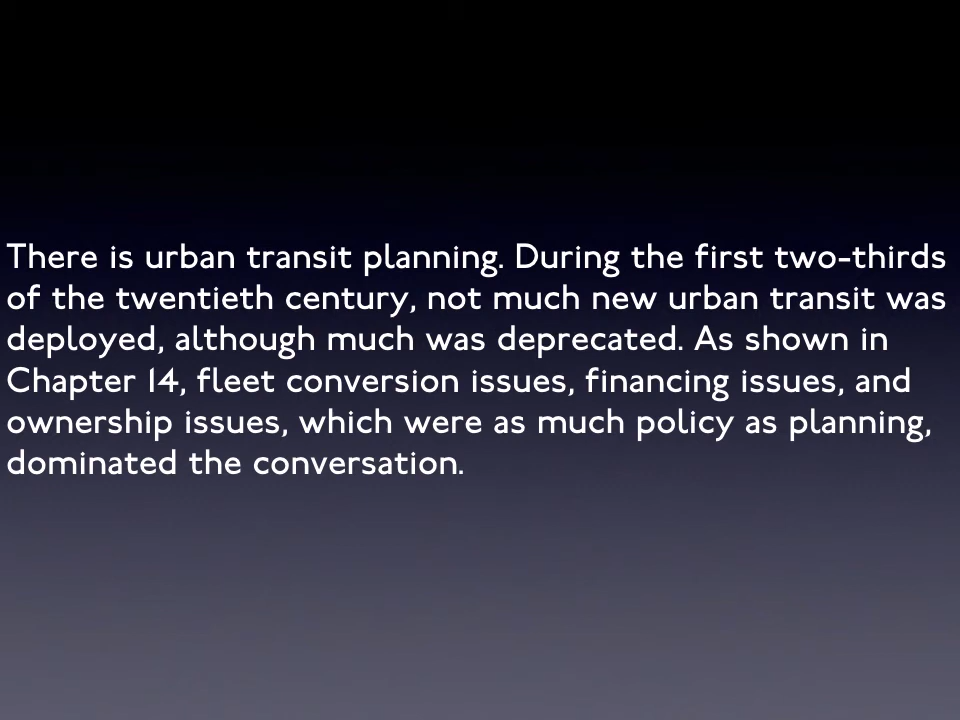 There is urban transit planning. During the first two-thirds
of the twentieth century, not much new urban transit was
deployed, although much was deprecated. As shown in
Chapter 14, fleet conversion issues, financing issues, and
ownership issues, which were as much policy as planning,
dominated the conversation.